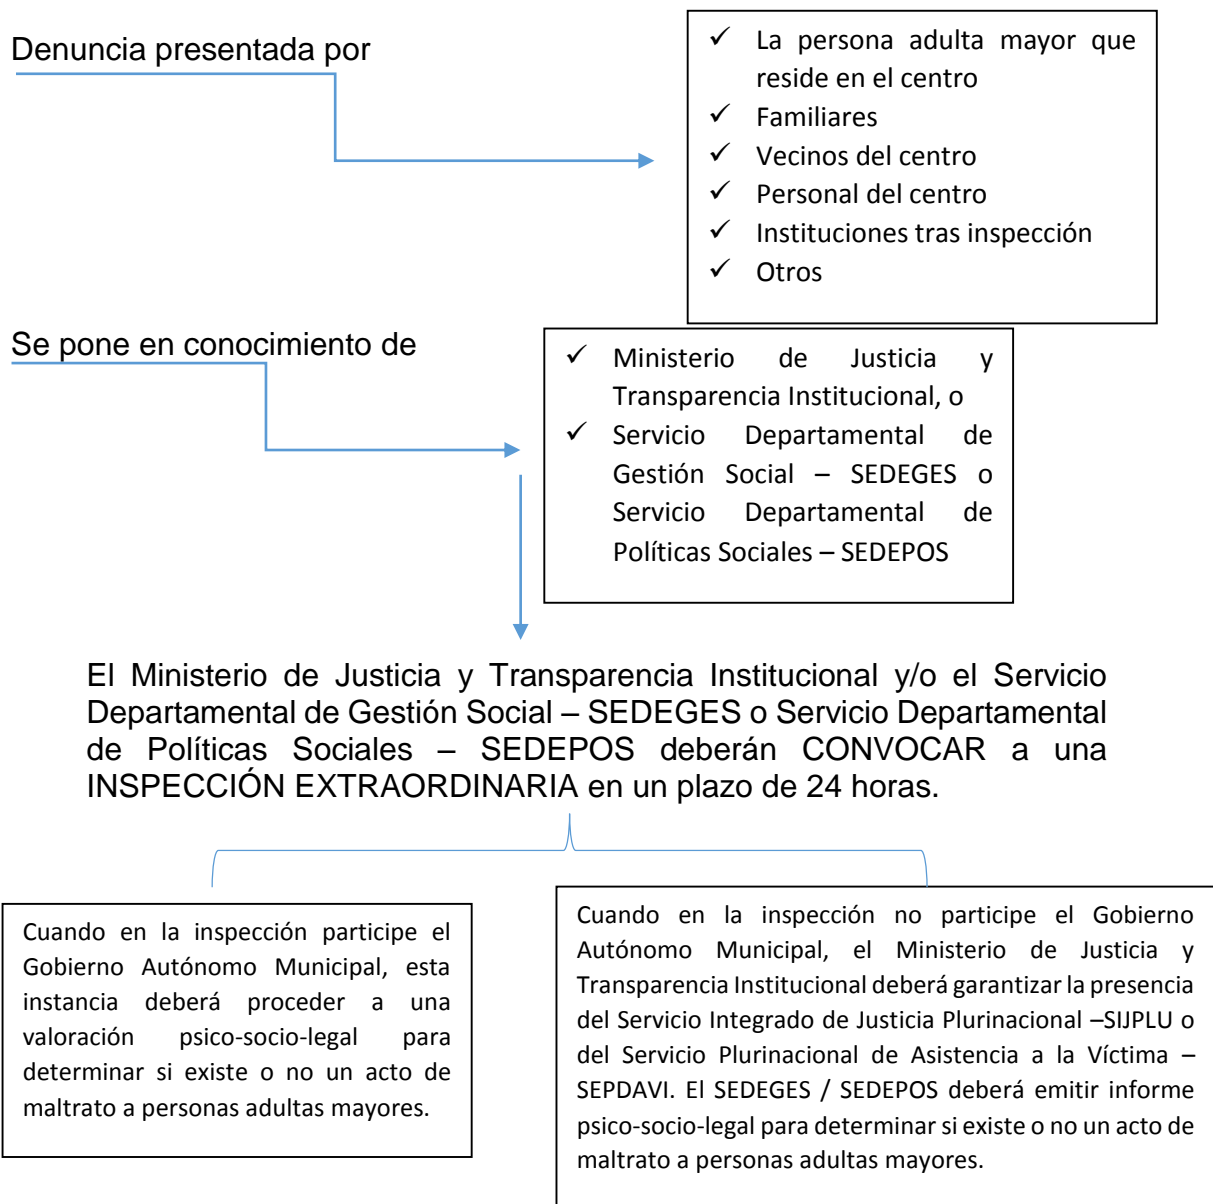 Denuncia presentada por
✓ La persona adulta mayor que
reside en el centro
✓ Familiares
✓ Vecinos del centro
✓ Personal del centro
✓ Instituciones tras inspección
✓ Otros
Se pone en conocimiento de
✓ Ministerio de Justicia y
Transparencia Institucional, o
✓ Servicio Departamental de
Gestión Social – SEDEGES o
Servicio Departamental de
Políticas Sociales – SEDEPOS
El Ministerio de Justicia y Transparencia Institucional y/o el Servicio
Departamental de Gestión Social – SEDEGES o Servicio Departamental
de Políticas Sociales – SEDEPOS deberán CONVOCAR a una
INSPECCIÓN EXTRAORDINARIA en un plazo de 24 horas.
Cuando en la inspección participe el
Gobierno Autónomo Municipal, esta
instancia deberá proceder a una
valoración psico-socio-legal para
determinar si existe o no un acto de
maltrato a personas adultas mayores.
Cuando en la inspección no participe el Gobierno
Autónomo Municipal, el Ministerio de Justicia y
Transparencia Institucional deberá garantizar la presencia
del Servicio Integrado de Justicia Plurinacional –SIJPLU o
del Servicio Plurinacional de Asistencia a la Víctima –
SEPDAVI. El SEDEGES / SEDEPOS deberá emitir informe
psico-socio-legal para determinar si existe o no un acto de
maltrato a personas adultas mayores.